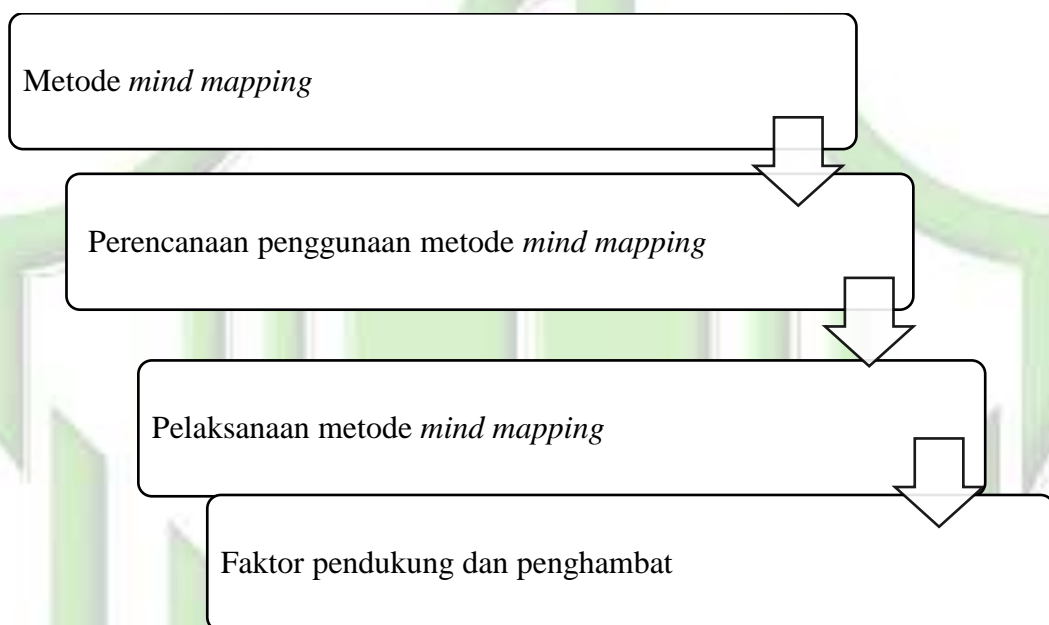 Metode mind mapping
Perencanaan penggunaan metode mind mapping
Pelaksanaan metode mind mapping
Faktor pendukung dan penghambat